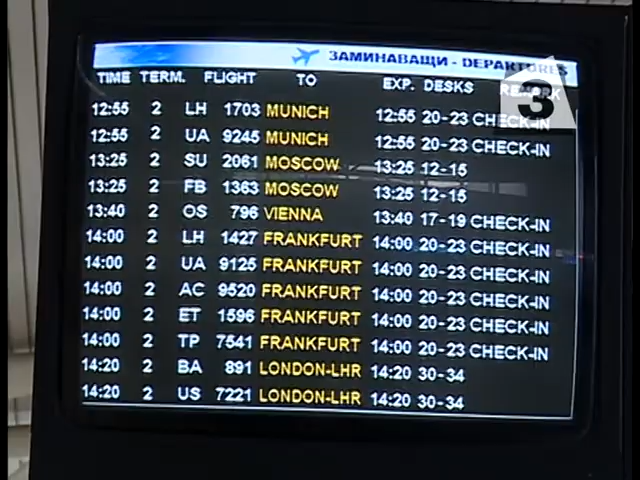 ЗАМИНАВАЩИ - DEPARTURES
TIME TERM. FLIGHT TO EXP. DESKS REMARK
3
12:55 2 LH 1703 MUNICH 12:55 20-23 CHECK-IN
12:55 2 UA 9245 MUNICH 12:55 20-23 CHECK-IN
13:25 2 SU 2061 MOSCOW 13:25 12-15
13:25 2 FB 1363 MOSCOW 13:25 12-15
13:40 2 OS 796 VIENNA 13:40 17-19 CHECK-IN
14:00 2 LH 1427 FRANKFURT 14:00 20-23 CHECK-IN
14:00 2 UA 9125 FRANKFURT 14:00 20-23 CHECK-IN
14:00 2 AC 9520 FRANKFURT 14:00 20-23 CHECK-IN
14:00 2 ET 1596 FRANKFURT 14:00 20-23 CHECK-IN
14:00 2 TP 7541 FRANKFURT 14:00 20-23 CHECK-IN
14:20 2 BA 891 LONDON-LHR 14:20 30-34
14:20 2 US 7221 LONDON-LHR 14:20 30-34